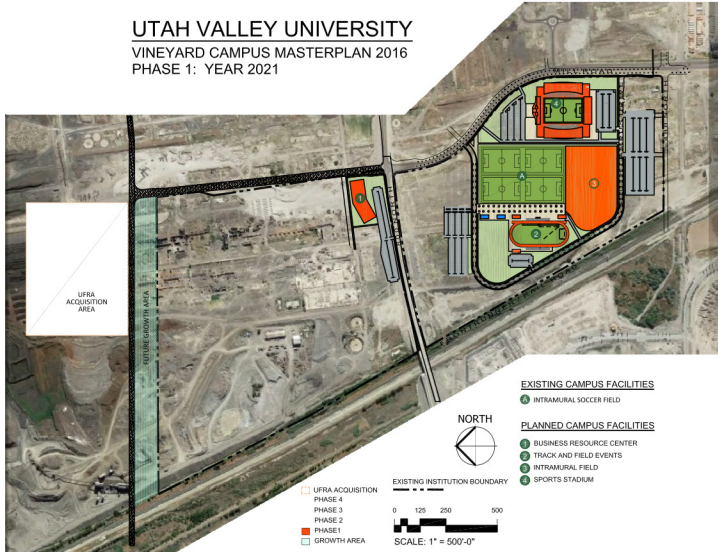 UTAH VALLEY UNIVERSITY
VINEYARD CAMPUS MASTERPLAN 2016
PHASE 1: YEAR 2021
4
A
3
1
2
UFRA
ACQUISITION
AREA
FUTURE GROWTH AREA
EXISTING CAMPUS FACILITIES
A INTRAMURAL SOCCER FIELD
NORTH
PLANNED CAMPUS FACILITIES
1 BUSINESS RESOURCE CENTER
2 TRACK AND FIELD EVENTS
3 INTRAMURAL FIELD
4 SPORTS STADIUM
UFRA ACQUISITION
PHASE 4
PHASE 3
PHASE 2
PHASE1
GROWTH AREA
EXISTING INSTITUTION BOUNDARY
0 125 250 500
SCALE: 1" = 500'-0"